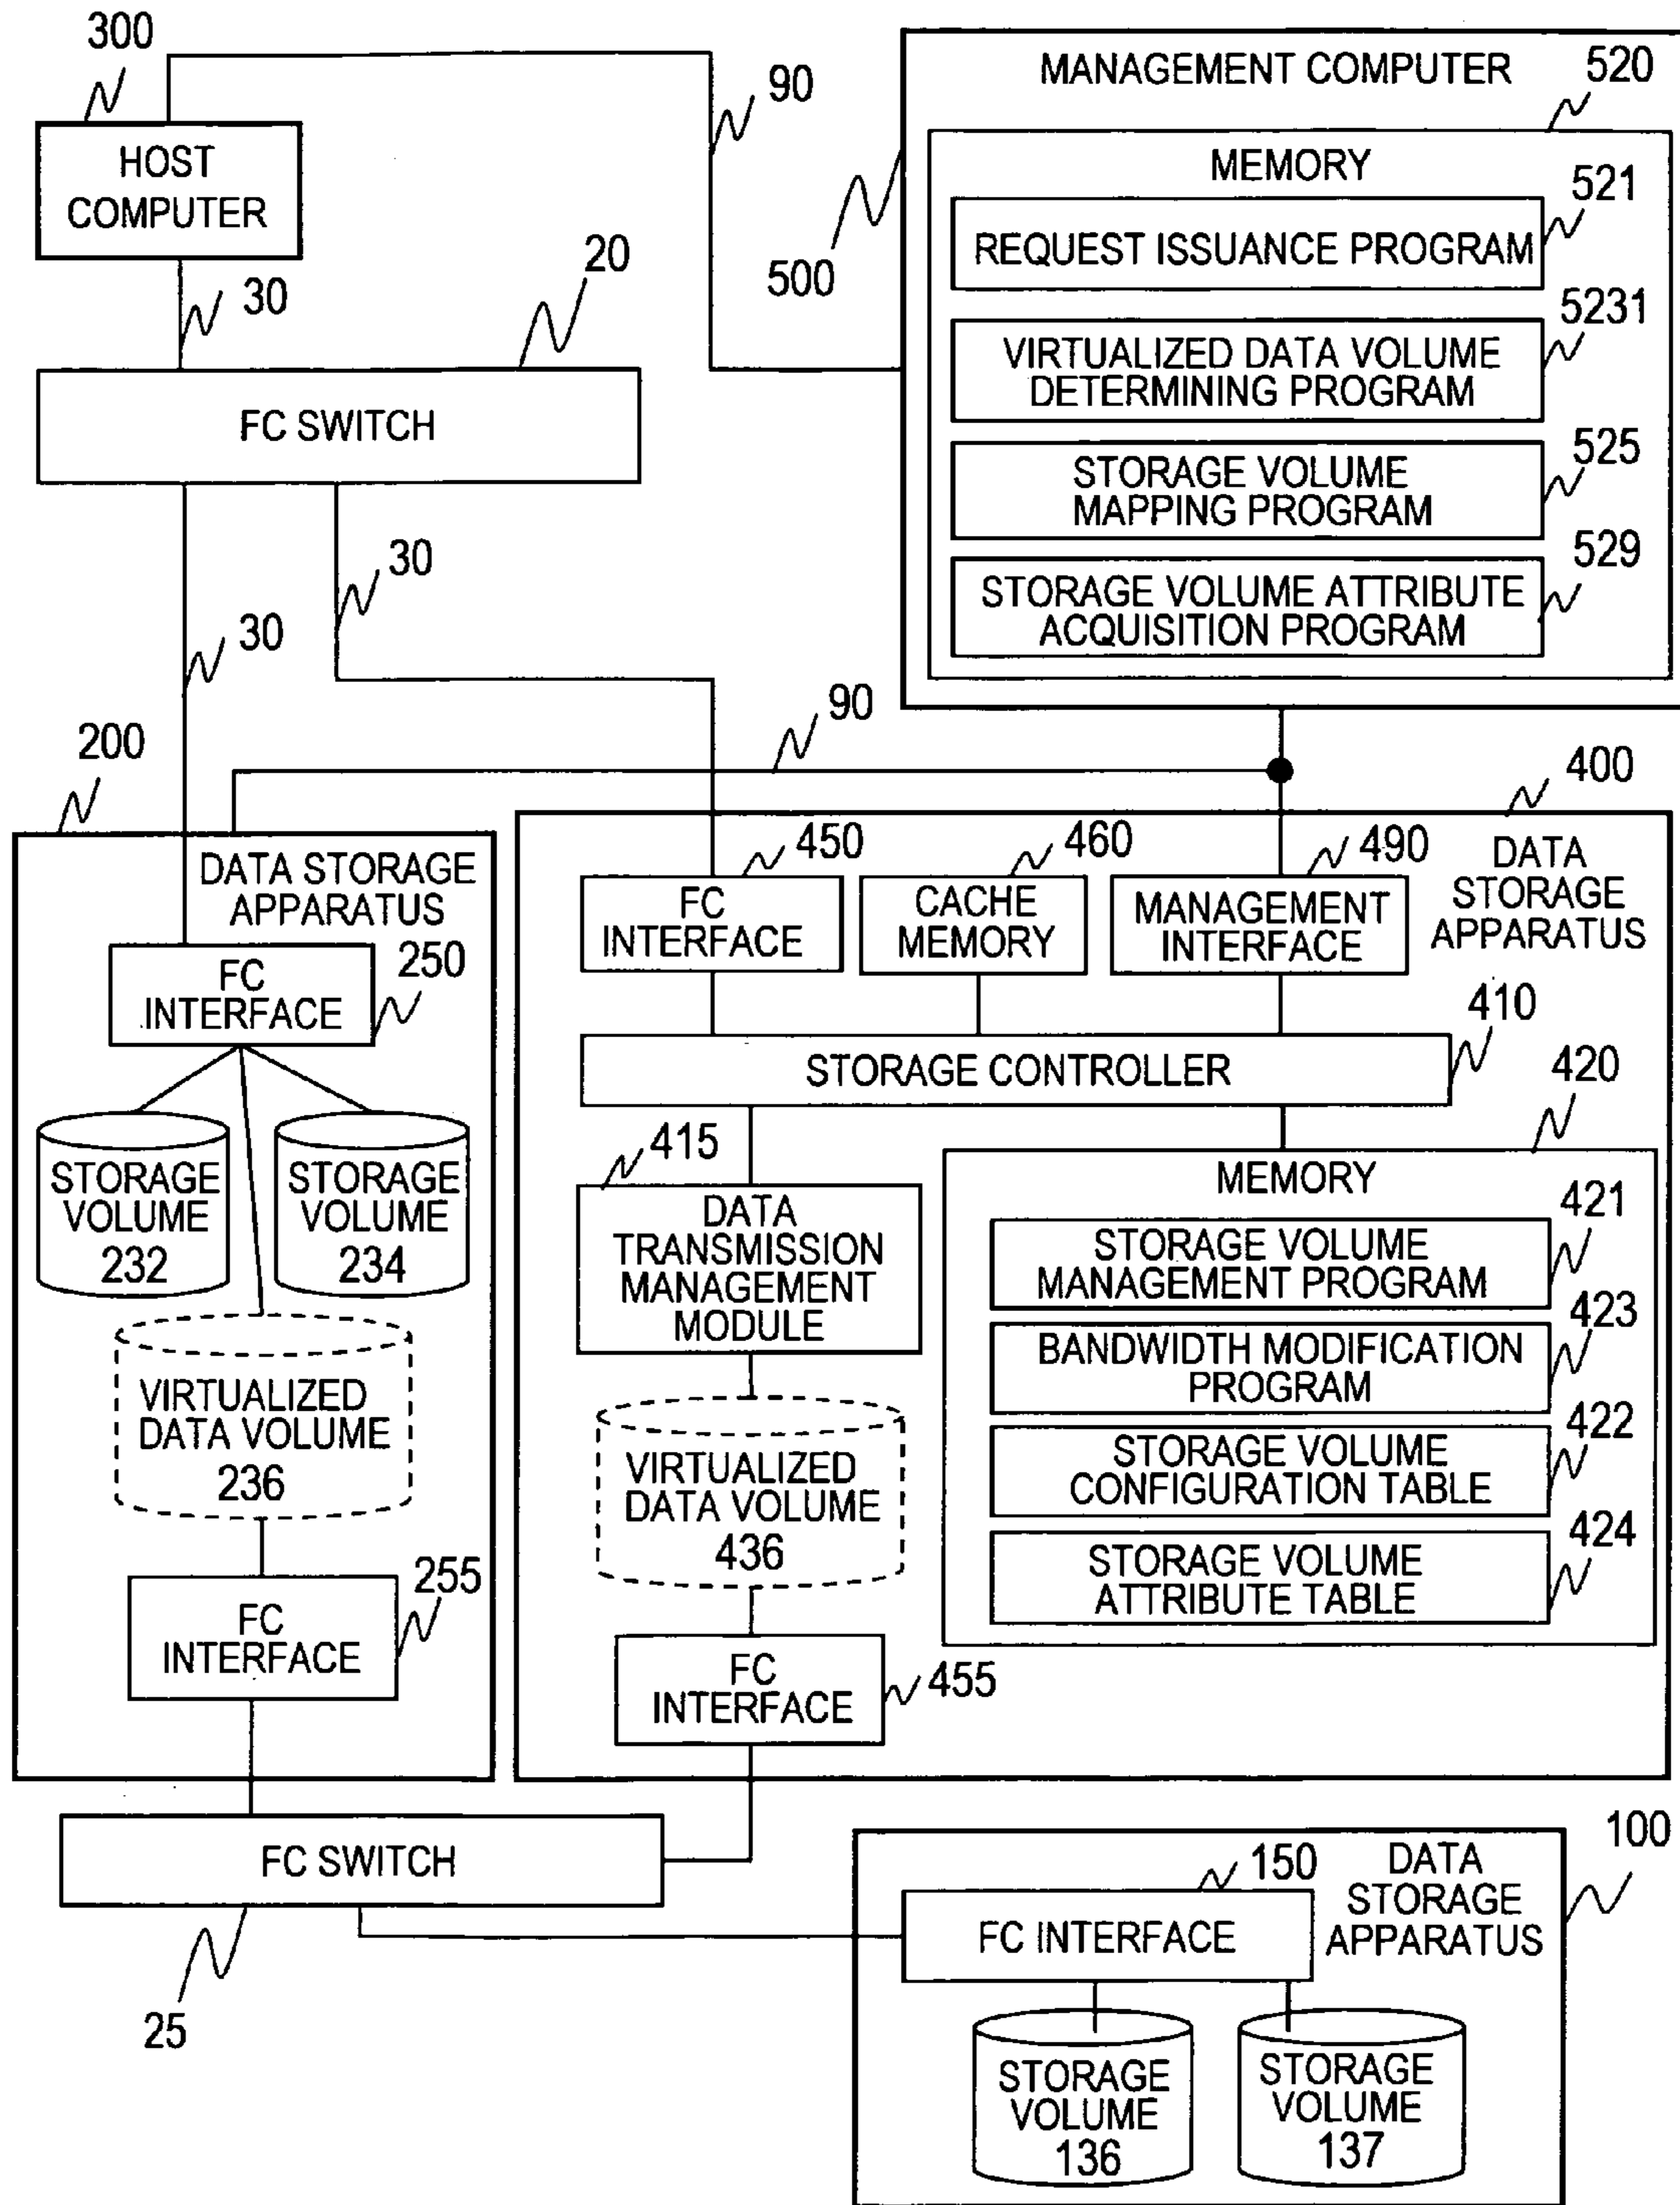 300
HOST
COMPUTER
90
MANAGEMENT COMPUTER
520
MEMORY
521
REQUEST ISSUANCE PROGRAM
500
5231
VIRTUALIZED DATA VOLUME
DETERMINING PROGRAM
525
STORAGE VOLUME
MAPPING PROGRAM
529
STORAGE VOLUME ATTRIBUTE
ACQUISITION PROGRAM
30
20
FC SWITCH
30
30
90
200
DATA STORAGE
APPARATUS
FC
INTERFACE
250
STORAGE
VOLUME
232
STORAGE
VOLUME
234
VIRTUALIZED
DATA VOLUME
236
FC
INTERFACE
255
400
DATA
STORAGE
APPARATUS
450
FC
INTERFACE
460
CACHE
MEMORY
490
MANAGEMENT
INTERFACE
410
STORAGE CONTROLLER
420
415
DATA
TRANSMISSION
MANAGEMENT
MODULE
MEMORY
421
STORAGE VOLUME
MANAGEMENT PROGRAM
423
BANDWIDTH MODIFICATION
PROGRAM
422
STORAGE VOLUME
CONFIGURATION TABLE
424
STORAGE VOLUME
ATTRIBUTE TABLE
VIRTUALIZED
DATA VOLUME
436
FC
INTERFACE
455
FC SWITCH
25
100
DATA
STORAGE
APPARATUS
150
FC INTERFACE
STORAGE
VOLUME
136
STORAGE
VOLUME
137